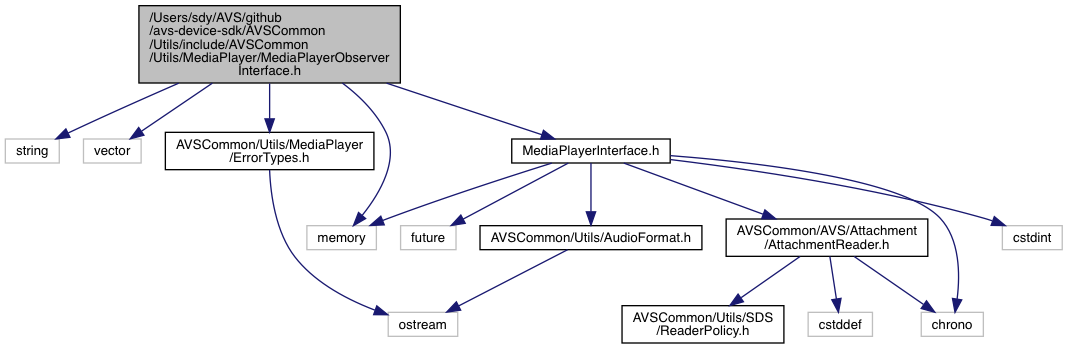 /Users/sdy/AVS/github
/avs-device-sdk/AVSCommon
/Utils/include/AVSCommon
/Utils/MediaPlayer/MediaPlayerObserver
Interface.h
string
vector
AVSCommon/Utils/MediaPlayer
/ErrorTypes.h
MediaPlayerInterface.h
memory
future
AVSCommon/Utils/AudioFormat.h
AVSCommon/AVS/Attachment
/AttachmentReader.h
cstdint
ostream
AVSCommon/Utils/SDS
/ReaderPolicy.h
cstddef
chrono